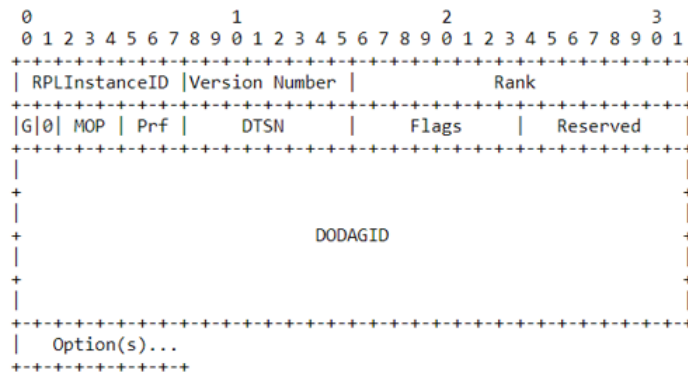 0                   1                   2                   3
0 1 2 3 4 5 6 7 8 9 0 1 2 3 4 5 6 7 8 9 0 1 2 3 4 5 6 7 8 9 0 1
+-+-+-+-+-+-+-+-+-+-+-+-+-+-+-+-+-+-+-+-+-+-+-+-+-+-+-+-+-+-+-+-
| RPLInstanceID |Version Number |             Rank              |
+-+-+-+-+-+-+-+-+-+-+-+-+-+-+-+-+-+-+-+-+-+-+-+-+-+-+-+-+-+-+-+-
|G|0| MOP | Prf |     DTSN      |     Flags     |   Reserved    |
+-+-+-+-+-+-+-+-+-+-+-+-+-+-+-+-+-+-+-+-+-+-+-+-+-+-+-+-+-+-+-+-
|                                                               |
+                                                               +
|                                                               |
+                            DODAGID                            +
|                                                               |
+                                                               +
|                                                               |
+-+-+-+-+-+-+-+-+-+-+-+-+-+-+-+-+-+-+-+-+-+-+-+-+-+-+-+-+-+-+-+-
|   Option(s)...
+-+-+-+-+-+-+-+-+